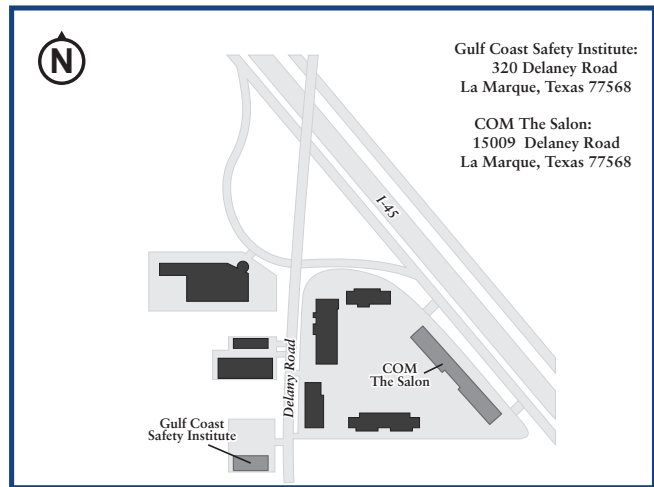 N
Gulf Coast Safety Institute:
320 Delaney Road
La Marque, Texas 77568
COM The Salon:
15009 Delaney Road
La Marque, Texas 77568
I-45
Delany Road
COM
The Salon
Gulf Coast
Safety Institute